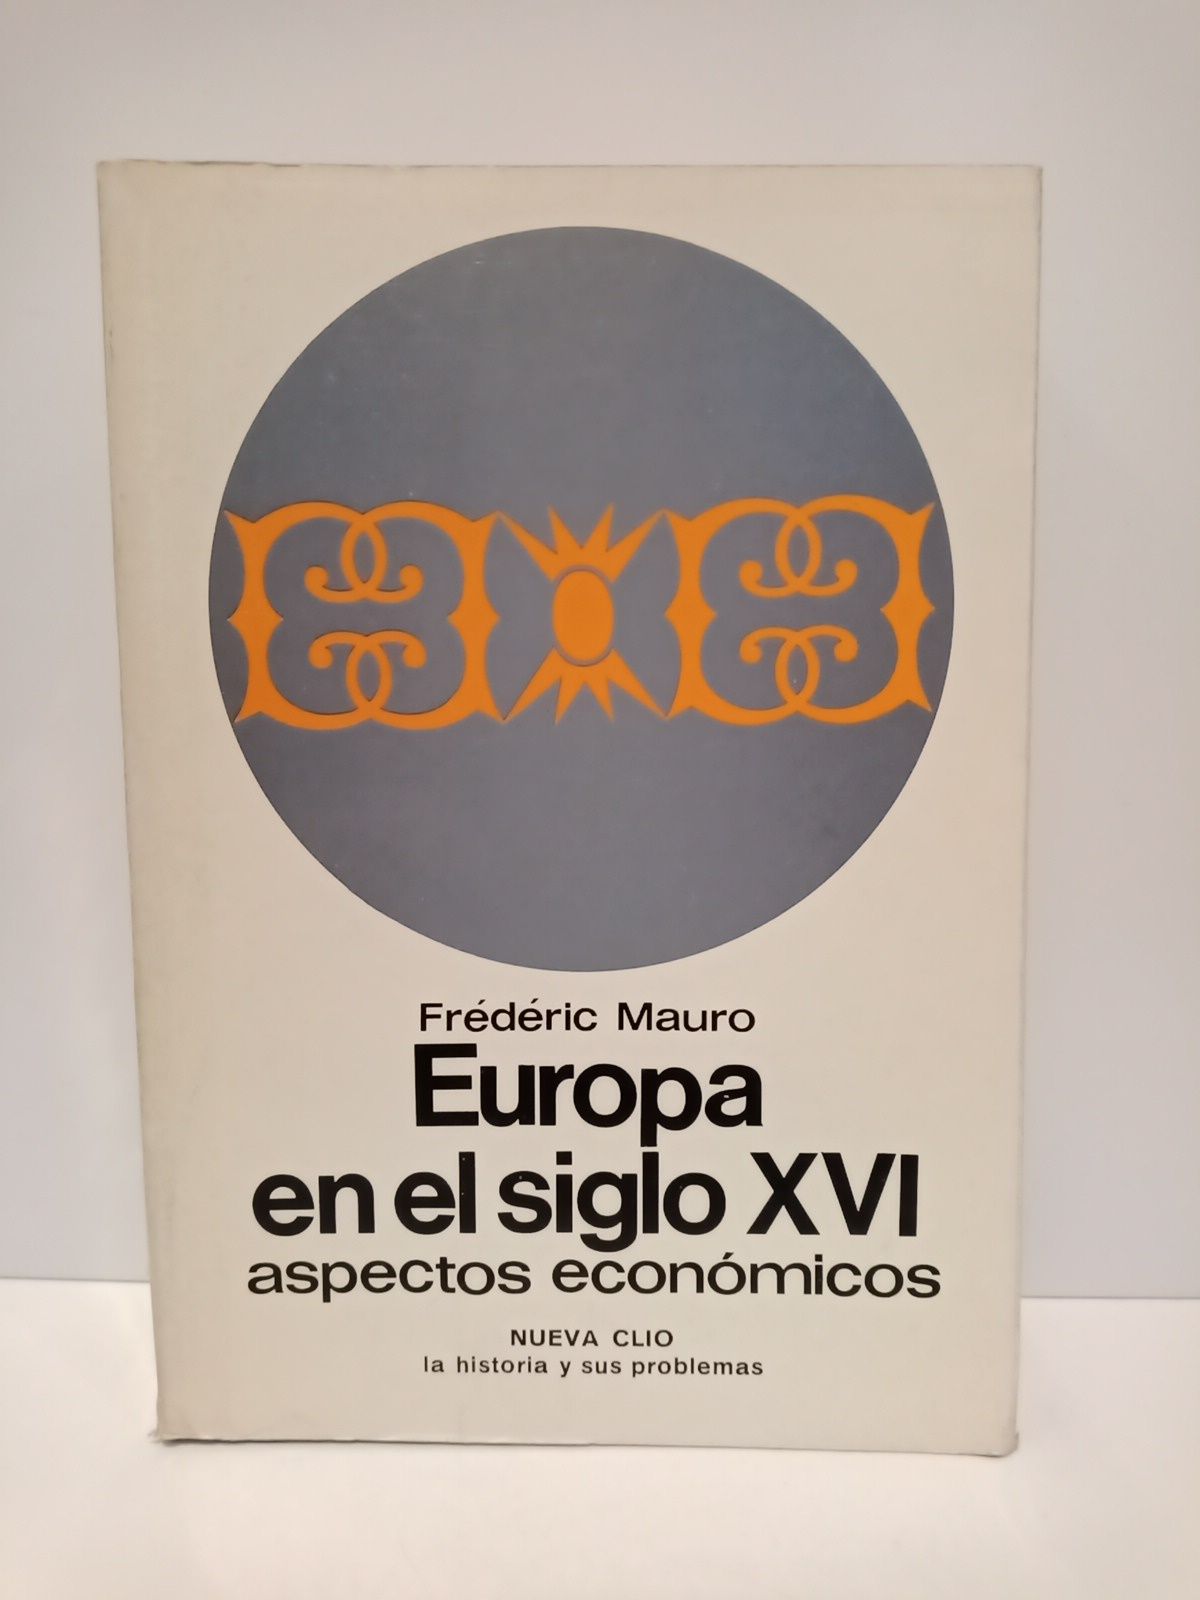 Frédéric Mauro
Europa
en el siglo XVI
aspectos económicos
NUEVA CLIO
la historia y sus problemas